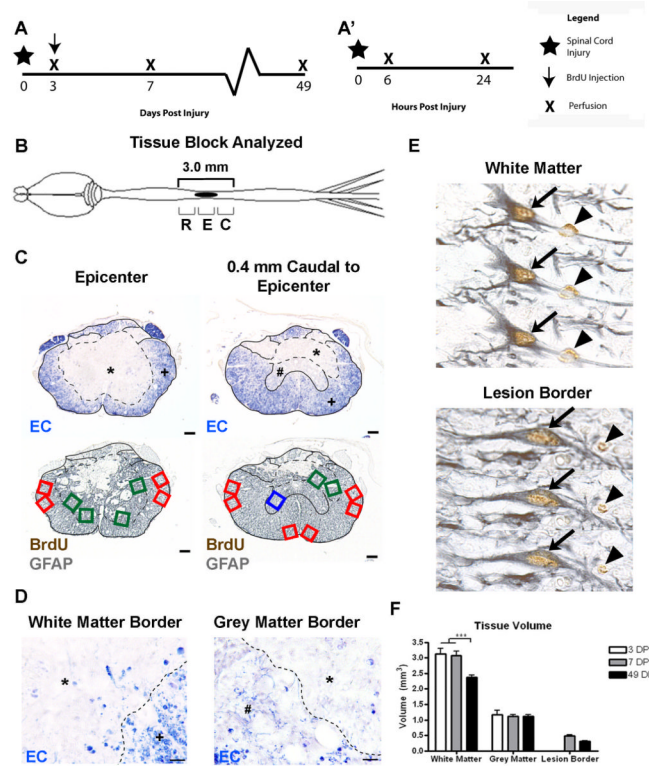 A
0
3
7
49
Days Post Injury
A'
0
6
24
Hours Post Injury
Legend
Spinal Cord
Injury
BrdU Injection
X Perfusion
B
Tissue Block Analyzed
3.0 mm
R E C
C
Epicenter
0.4 mm Caudal to
Epicenter
*
+
EC
*
#
+
EC
BrdU
GFAP
BrdU
GFAP
D
White Matter Border
Grey Matter Border
*
+
EC
*
#
EC
E
White Matter
Lesion Border
F
Tissue Volume
***
3 DP
7 DP
49 DI
Volume (mm³)
3.5
3.0
2.5
2.0
1.5
1.0
0.5
0.0
White Matter
Grey Matter
Lesion Border